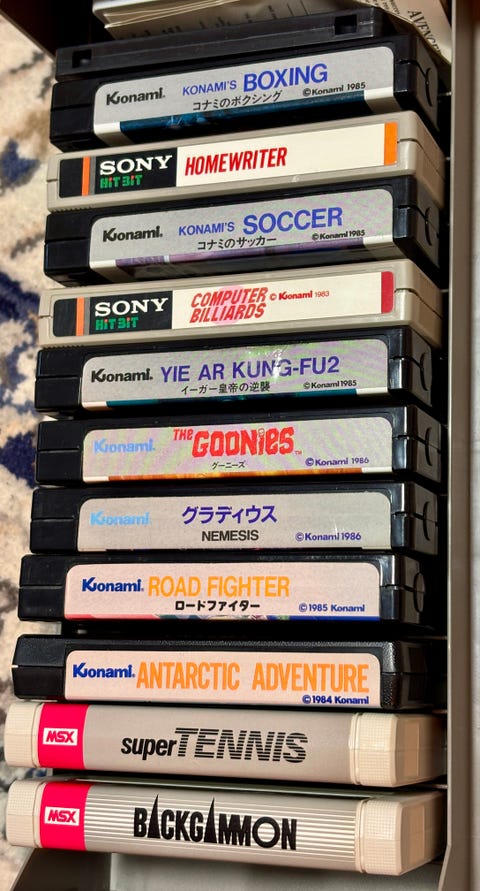 AVENG
Konami. KONAMI'S BOXING
コナミのボクシング ©Konami 1985
SONY HOMEWRITER
HiT BiT
Konami. KONAMI'S SOCCER
コナミのサッカー ©Konami 1985
SONY COMPUTER © Konami 1983
HiT BiT BILLIARDS
Konami. YIE AR KUNG-FU2
イーガー皇帝の逆襲 ©Konami 1985
Konami. THE GOONIES™
グーニーズ ©Konami 1986
Konami. グラディウス
NEMESIS ©Konami 1986
Konami. ROAD FIGHTER
ロードファイター ©1985 Konami
Konami. ANTARCTIC ADVENTURE
©1984 Konami
MSX super TENNIS
MSX BACKGAMMON